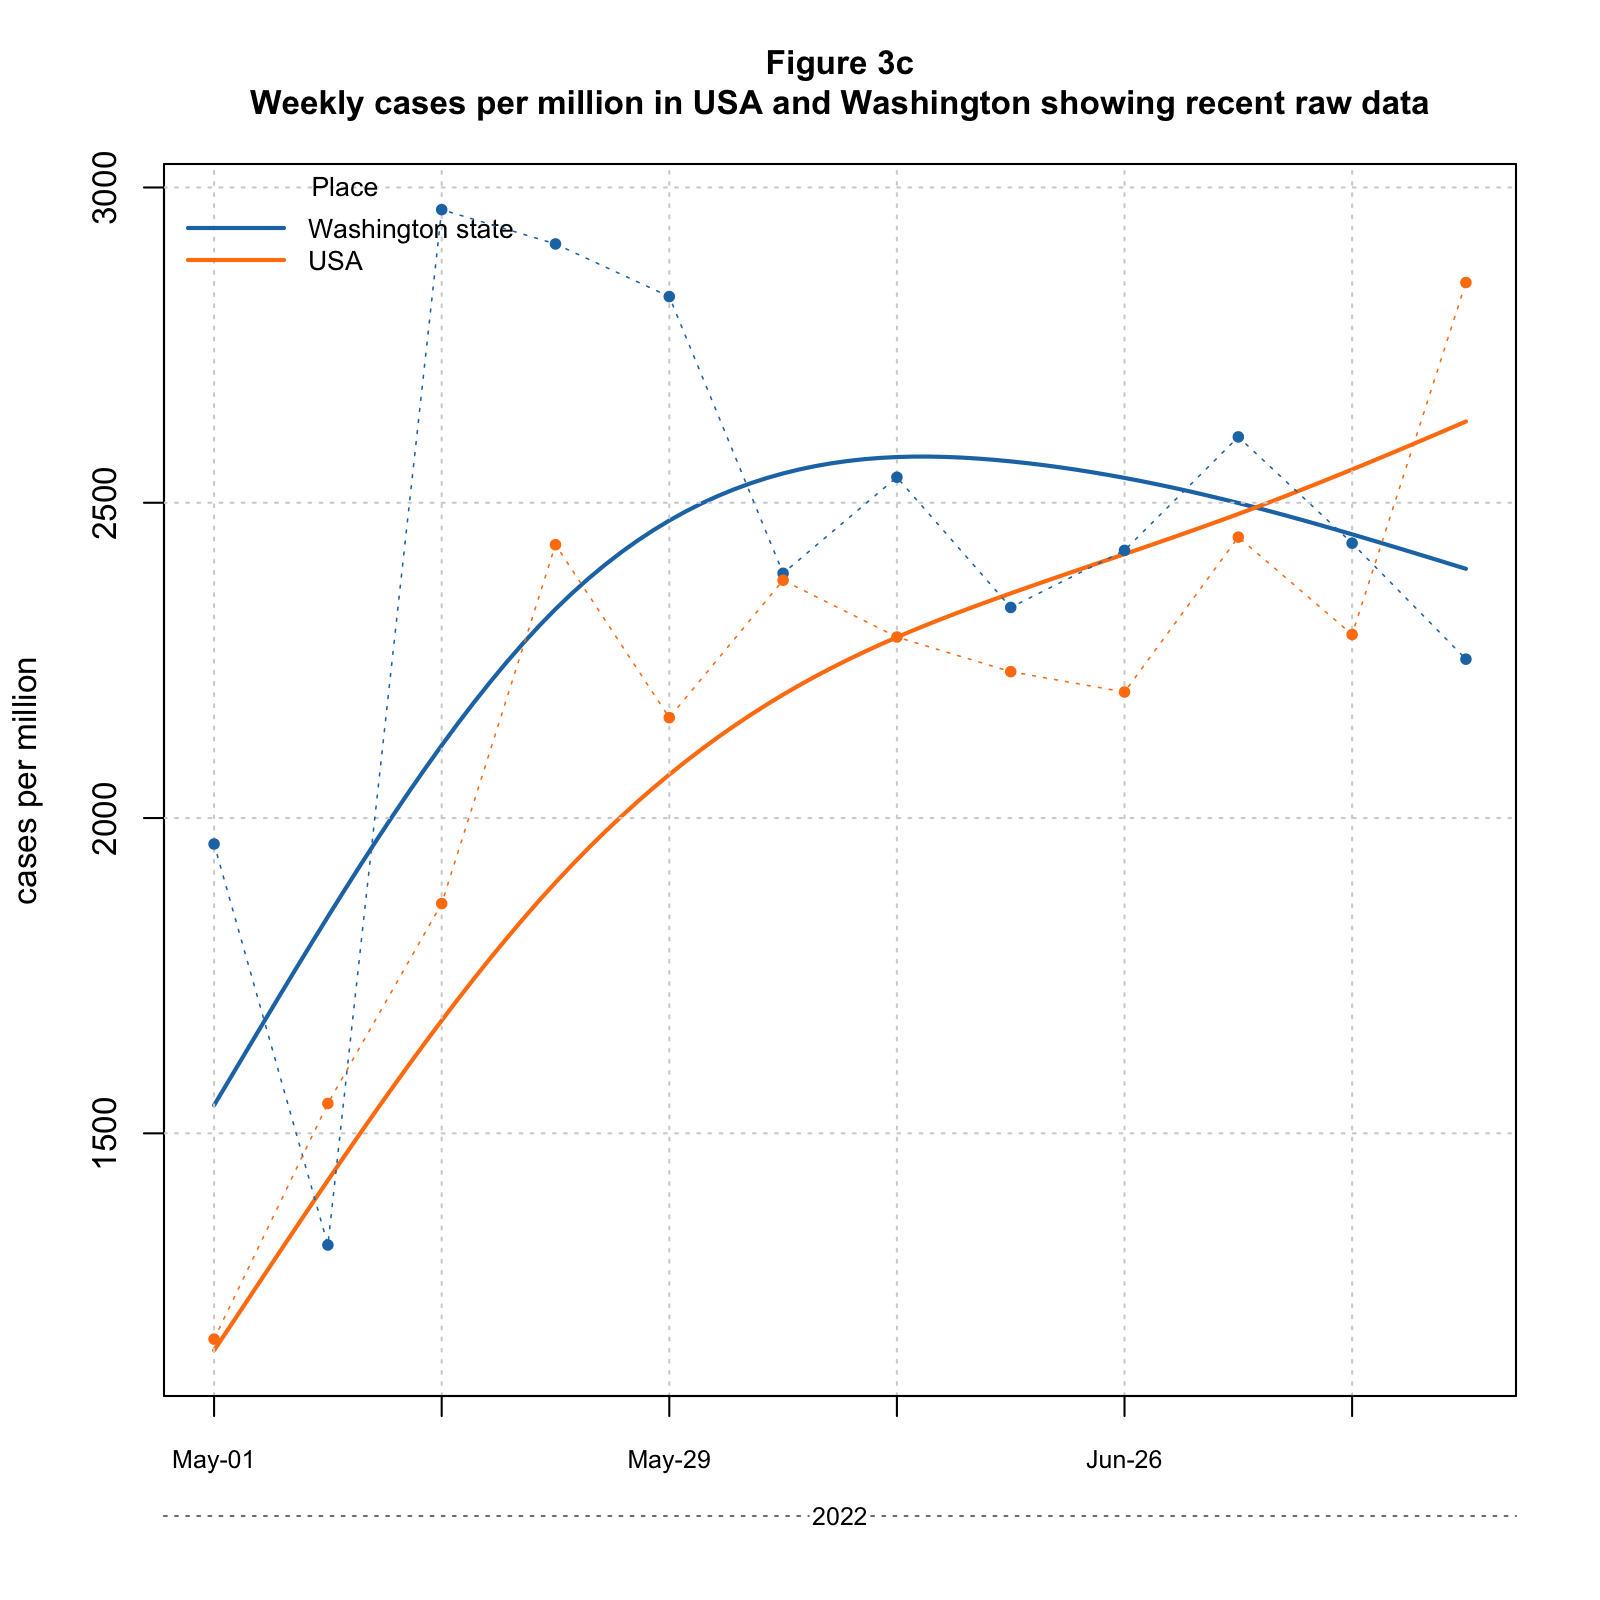 Figure 3c
Weekly cases per million in USA and Washington showing recent raw data
Place
Washington state
USA
3000
2500
2000
1500
cases per million
May-01
May-29
Jun-26
2022